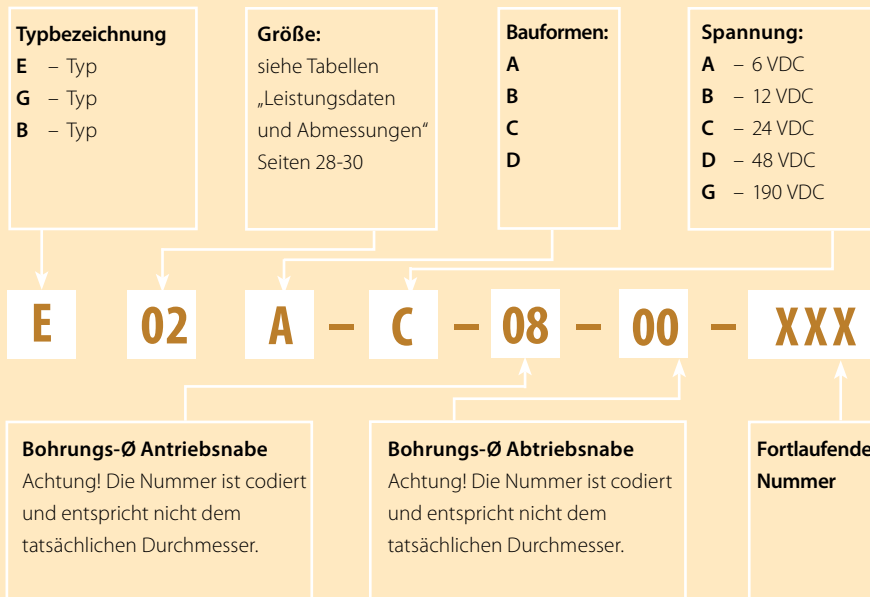 Typbezeichnung
E – Typ
G – Typ
B – Typ
Größe:
siehe Tabellen
„Leistungsdaten
und Abmessungen“
Seiten 28-30
Bauformen:
A
B
C
D
Spannung:
A – 6 VDC
B – 12 VDC
C – 24 VDC
D – 48 VDC
G – 190 VDC
E 02 A – C – 08 – 00 – XXX
Bohrungs-Ø Antriebsnabe
Achtung! Die Nummer ist codiert
und entspricht nicht dem
tatsächlichen Durchmesser.
Bohrungs-Ø Abtriebsnabe
Achtung! Die Nummer ist codiert
und entspricht nicht dem
tatsächlichen Durchmesser.
Fortlaufende
Nummer